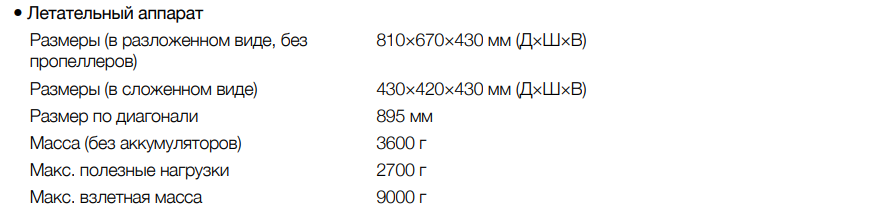 • Летательный аппарат
Размеры (в разложенном виде, без 810×670×430 мм (Д×Ш×В)
пропеллеров)
Размеры (в сложенном виде) 430×420×430 мм (Д×Ш×В)
Размер по диагонали 895 мм
Масса (без аккумуляторов) 3600 г
Макс. полезные нагрузки 2700 г
Макс. взлетная масса 9000 г